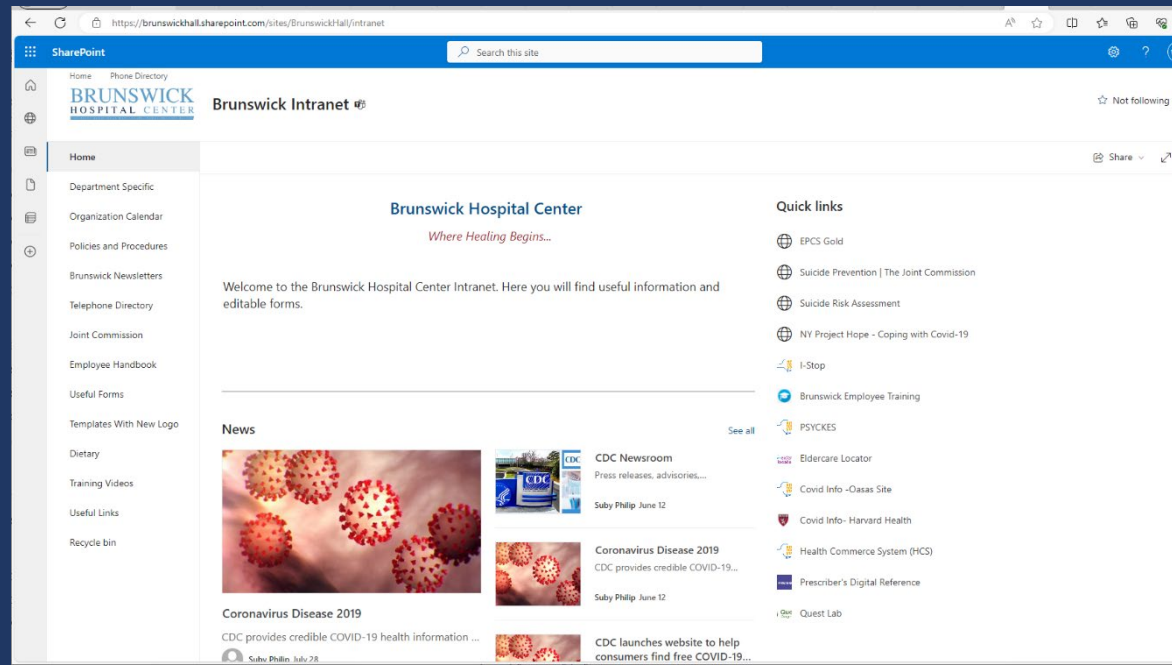 https://brunswickhall.sharepoint.com/sites/BrunswickHall/intranet
SharePoint
Search this site
Home Phone Directory
BRUNSWICK
HOSPITAL CENTER
Brunswick Intranet
Not following
Home
Department Specific
Organization Calendar
Policies and Procedures
Brunswick Newsletters
Telephone Directory
Joint Commission
Employee Handbook
Useful Forms
Templates With New Logo
Dietary
Training Videos
Useful Links
Recycle bin
Share
Brunswick Hospital Center
Where Healing Begins...
Welcome to the Brunswick Hospital Center Intranet. Here you will find useful information and
editable forms.
News
See all
Coronavirus Disease 2019
CDC provides credible COVID-19 health information ...
Suby Philip July 28
CDC
CDC
CDC Newsroom
Press releases, advisories,...
Suby Philip June 12
Coronavirus Disease 2019
CDC provides credible COVID-19...
Suby Philip June 12
CDC launches website to help
consumers find free COVID-19...
Quick links
EPCS Gold
Suicide Prevention | The Joint Commission
Suicide Risk Assessment
NY Project Hope - Coping with Covid-19
I-Stop
Brunswick Employee Training
PSYCKES
Eldercare Locator
Covid Info -Oasas Site
Covid Info- Harvard Health
Health Commerce System (HCS)
Prescriber's Digital Reference
Quest Lab